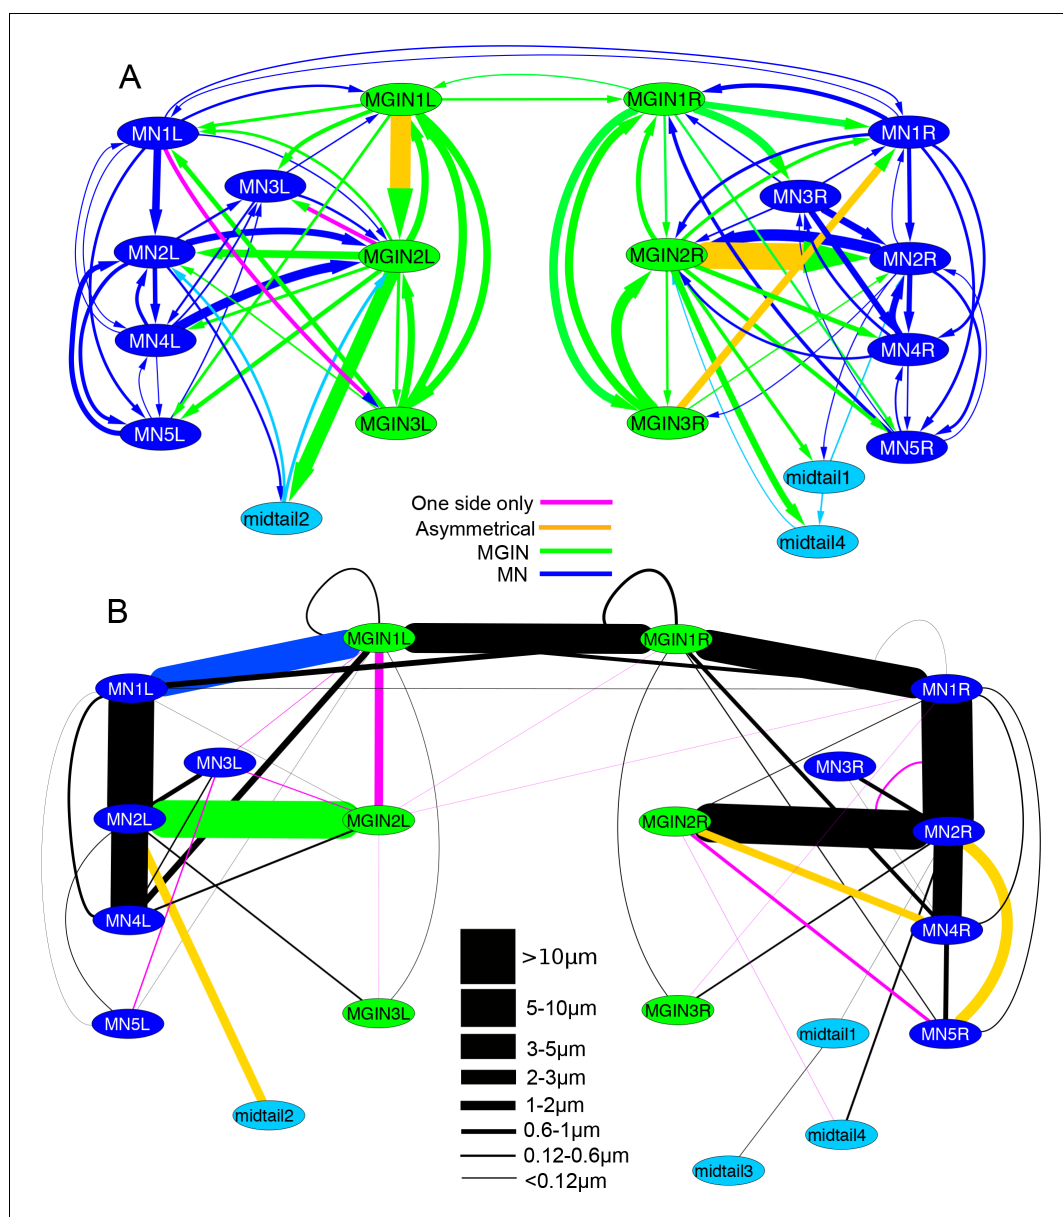 A
MGIN1L
MGIN1R
MN1L
MN1R
MN3L
MN3R
MN2L
MGIN2L
MGIN2R
MN2R
MN4L
MN4R
MN5L
MGIN3L
MGIN3R
MN5R
midtail1
midtail2
midtail4
One side only
Asymmetrical
MGIN
MN
B
MGIN1L
MGIN1R
MN1L
MN1R
MN3L
MN3R
MN2L
MGIN2L
MGIN2R
MN2R
MN4L
MN4R
MN5L
MGIN3L
MGIN3R
MN5R
midtail1
midtail2
midtail4
midtail3
>10µm
5-10µm
3-5µm
2-3µm
1-2µm
0.6-1µm
0.12-0.6µm
<0.12µm